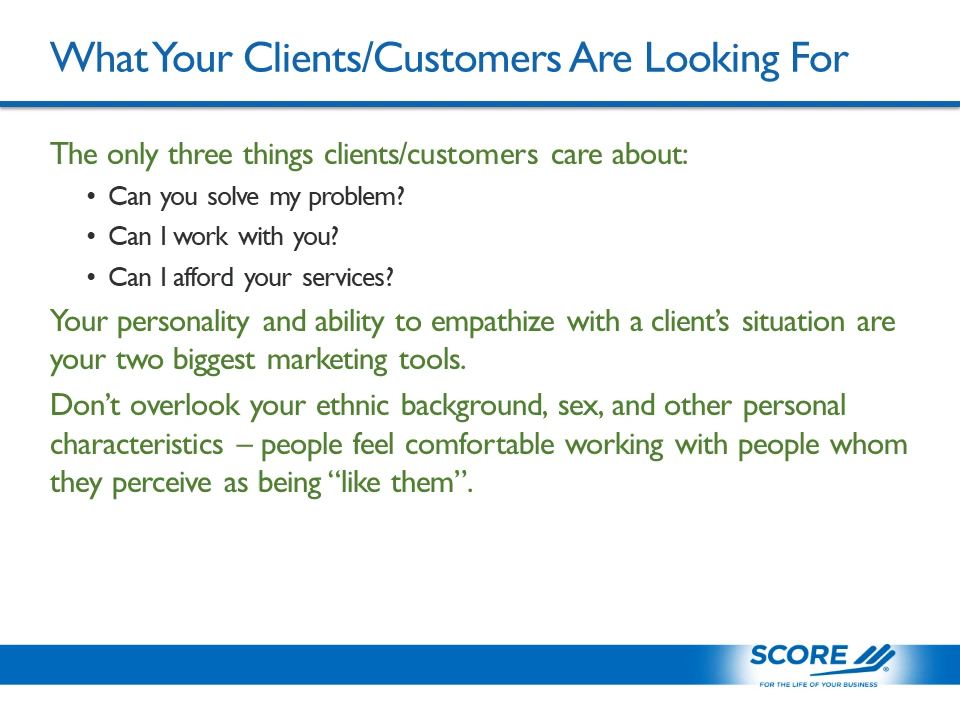 What Your Clients/Customers Are Looking For
The only three things clients/customers care about:
• Can you solve my problem?
• Can I work with you?
• Can I afford your services?
Your personality and ability to empathize with a client’s situation are
your two biggest marketing tools.
Don’t overlook your ethnic background, sex, and other personal
characteristics – people feel comfortable working with people whom
they perceive as being “like them”.
SCORE ®
FOR THE LIFE OF YOUR BUSINESS